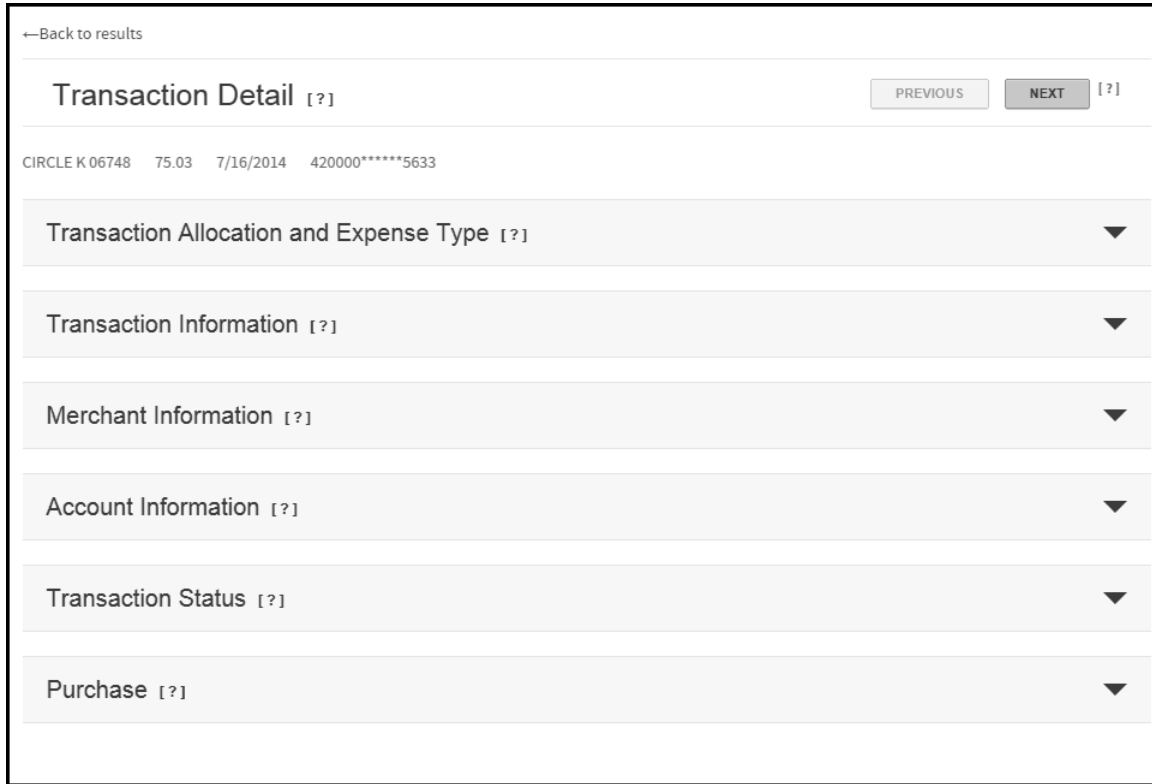 ←Back to results
Transaction Detail [?] PREVIOUS NEXT [?]
CIRCLE K 06748 75.03 7/16/2014 420000******5633
Transaction Allocation and Expense Type [?]
Transaction Information [?]
Merchant Information [?]
Account Information [?]
Transaction Status [?]
Purchase [?]